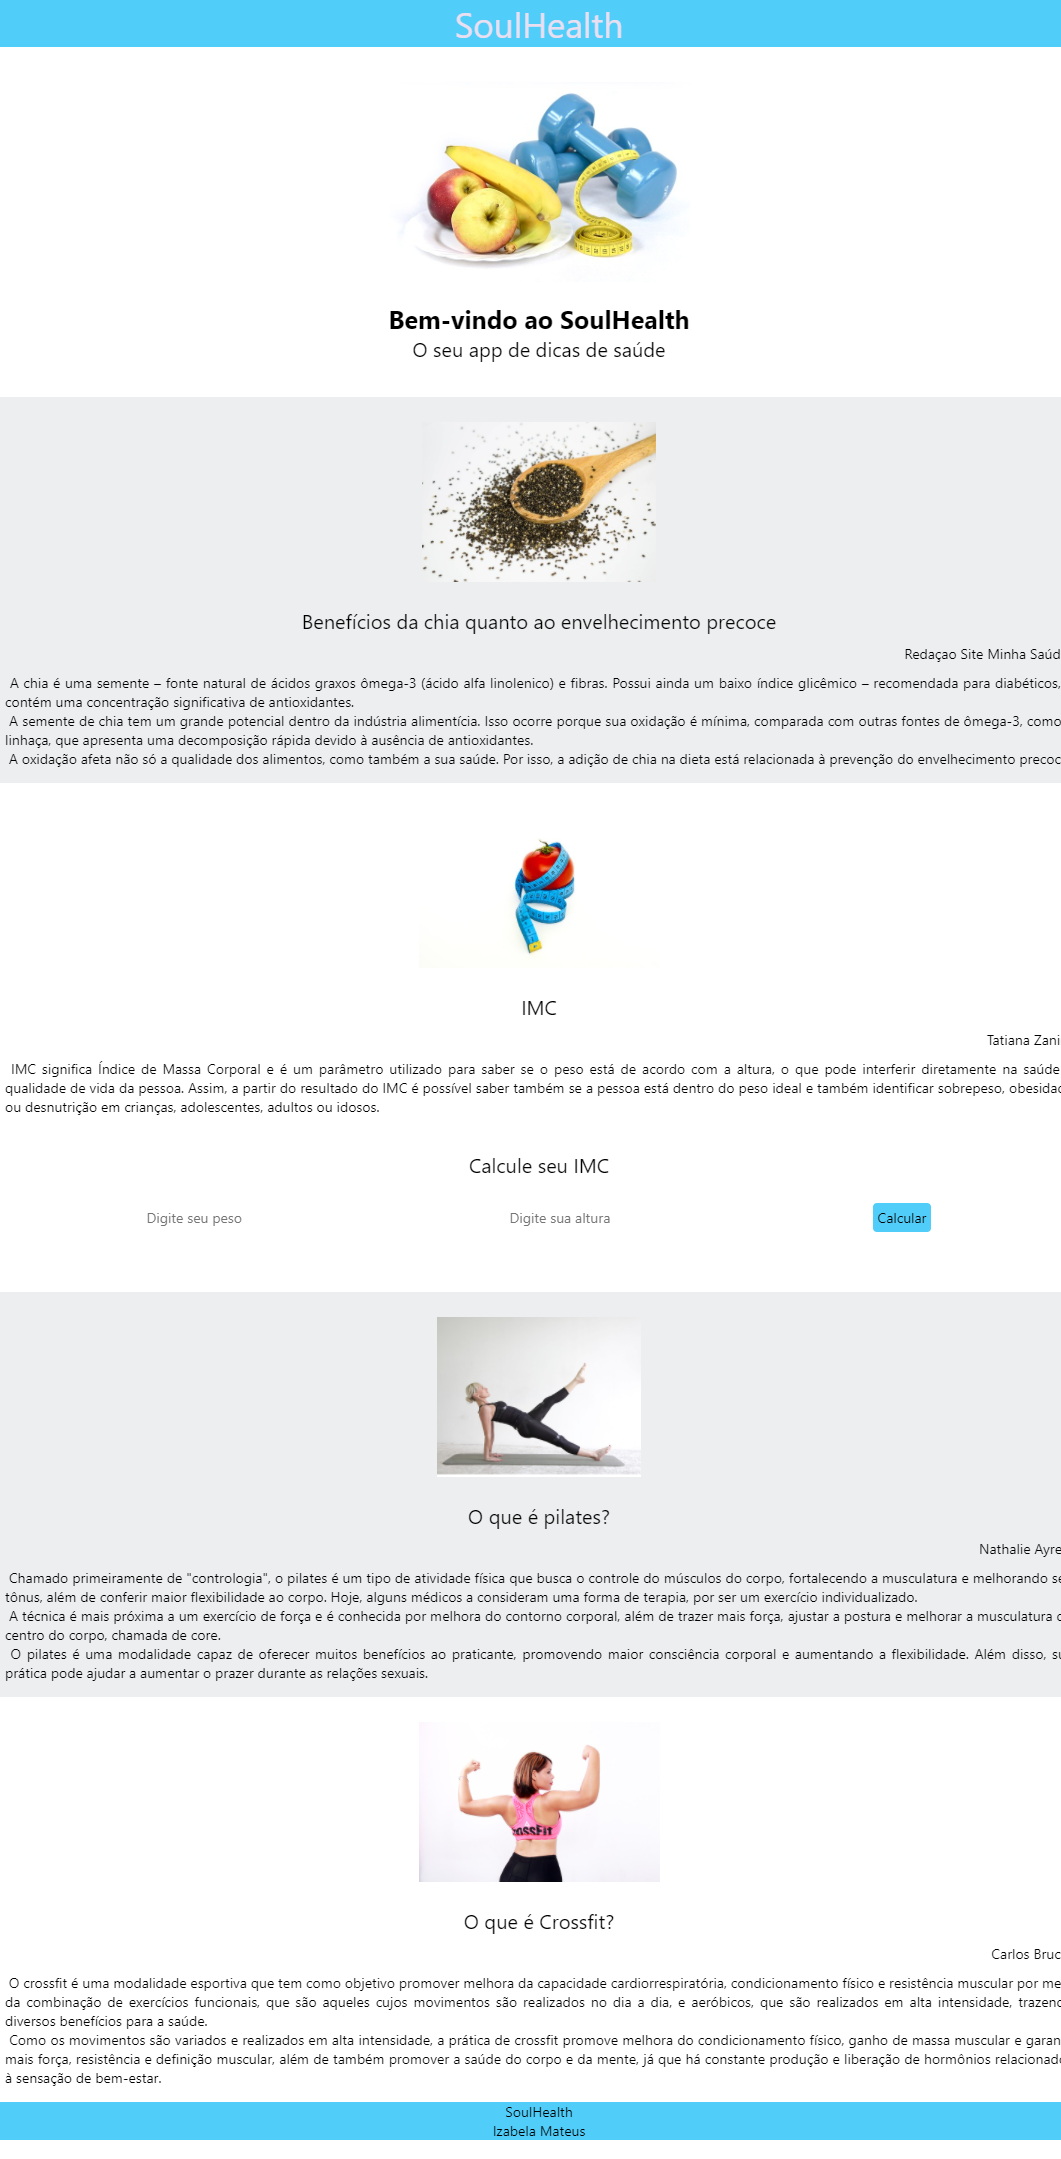 SoulHealth
Bem-vindo ao SoulHealth
O seu app de dicas de saúde
Benefícios da chia quanto ao envelhecimento precoce
Redaçao Site Minha Saúd
A chia é uma semente – fonte natural de ácidos graxos ômega-3 (ácido alfa linolenico) e fibras. Possui ainda um baixo índice glicêmico – recomendada para diabéticos,
contém uma concentração significativa de antioxidantes.
A semente de chia tem um grande potencial dentro da indústria alimentícia. Isso ocorre porque sua oxidação é mínima, comparada com outras fontes de ômega-3, como
linhaça, que apresenta uma decomposição rápida devido à ausência de antioxidantes.
A oxidação afeta não só a qualidade dos alimentos, como também a sua saúde. Por isso, a adição de chia na dieta está relacionada à prevenção do envelhecimento precoc
IMC
Tatiana Zani
IMC significa Índice de Massa Corporal e é um parâmetro utilizado para saber se o peso está de acordo com a altura, o que pode interferir diretamente na saúde
qualidade de vida da pessoa. Assim, a partir do resultado do IMC é possível saber também se a pessoa está dentro do peso ideal e também identificar sobrepeso, obesidad
ou desnutrição em crianças, adolescentes, adultos ou idosos.
Calcule seu IMC
Digite seu peso
Digite sua altura
Calcular
O que é pilates?
Nathalie Ayre
Chamado primeiramente de "contrologia", o pilates é um tipo de atividade física que busca o controle do músculos do corpo, fortalecendo a musculatura e melhorando se
tônus, além de conferir maior flexibilidade ao corpo. Hoje, alguns médicos a consideram uma forma de terapia, por ser um exercício individualizado.
A técnica é mais próxima a um exercício de força e é conhecida por melhora do contorno corporal, além de trazer mais força, ajustar a postura e melhorar a musculatura d
centro do corpo, chamada de core.
O pilates é uma modalidade capaz de oferecer muitos benefícios ao praticante, promovendo maior consciência corporal e aumentando a flexibilidade. Além disso, su
prática pode ajudar a aumentar o prazer durante as relações sexuais.
CROSSFIT
O que é Crossfit?
Carlos Bruc
O crossfit é uma modalidade esportiva que tem como objetivo promover melhora da capacidade cardiorrespiratória, condicionamento físico e resistência muscular por me
da combinação de exercícios funcionais, que são aqueles cujos movimentos são realizados no dia a dia, e aeróbicos, que são realizados em alta intensidade, trazend
diversos benefícios para a saúde.
Como os movimentos são variados e realizados em alta intensidade, a prática de crossfit promove melhora do condicionamento físico, ganho de massa muscular e garan
mais força, resistência e definição muscular, além de também promover a saúde do corpo e da mente, já que há constante produção e liberação de hormônios relacionado
à sensação de bem-estar.
SoulHealth
Izabela Mateus